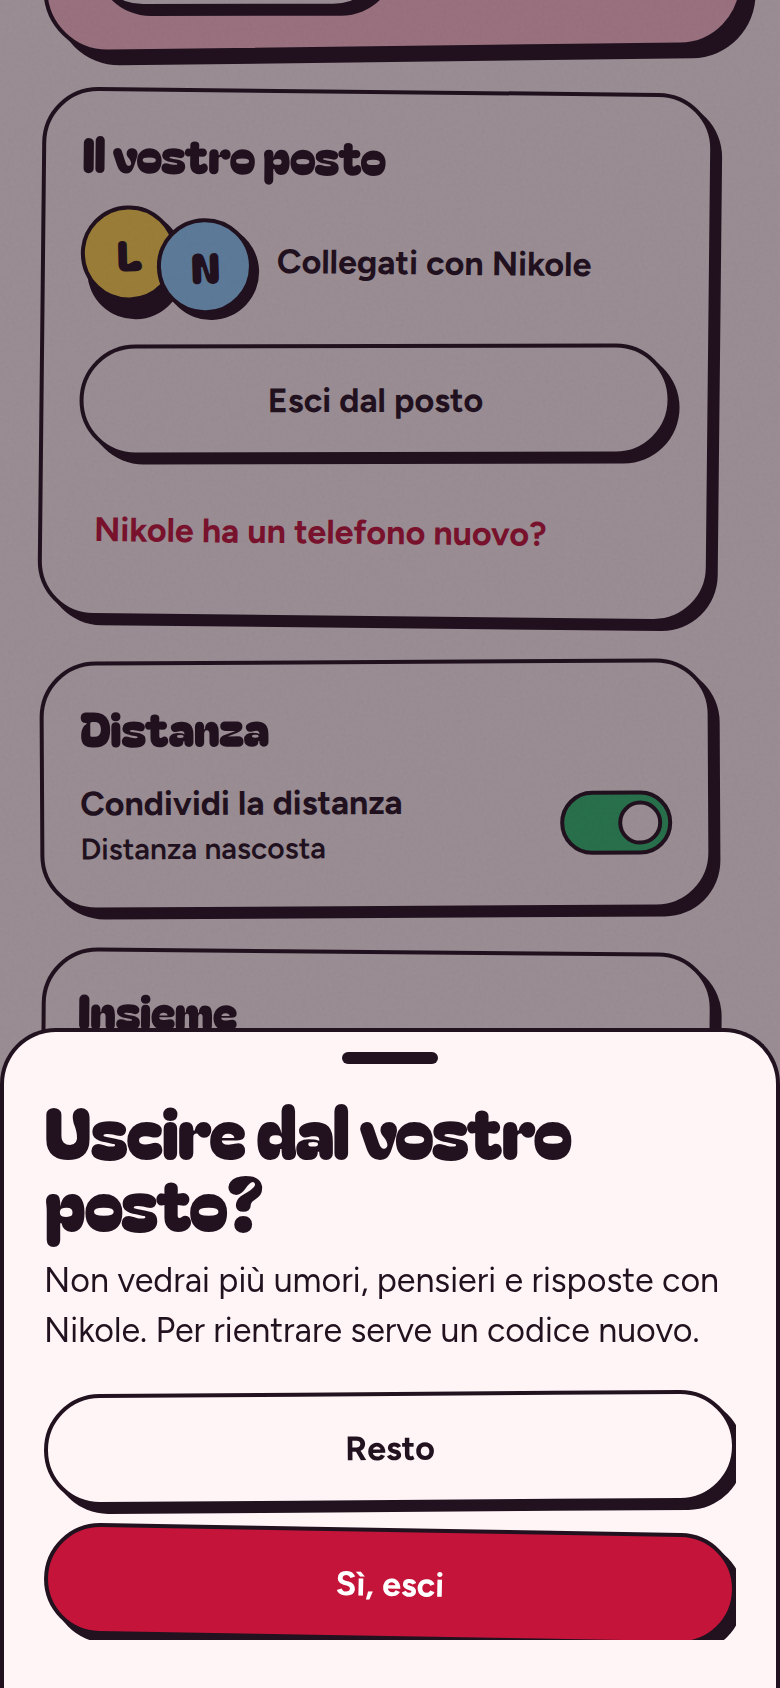 Il vostro posto
L
N
Collegati con Nikole
Esci dal posto
Nikole ha un telefono nuovo?
Distanza
Condividi la distanza
Distanza nascosta
Insieme
Uscire dal vostro
posto?
Non vedrai più umori, pensieri e risposte con
Nikole. Per rientrare serve un codice nuovo.
Resto
Sì, esci